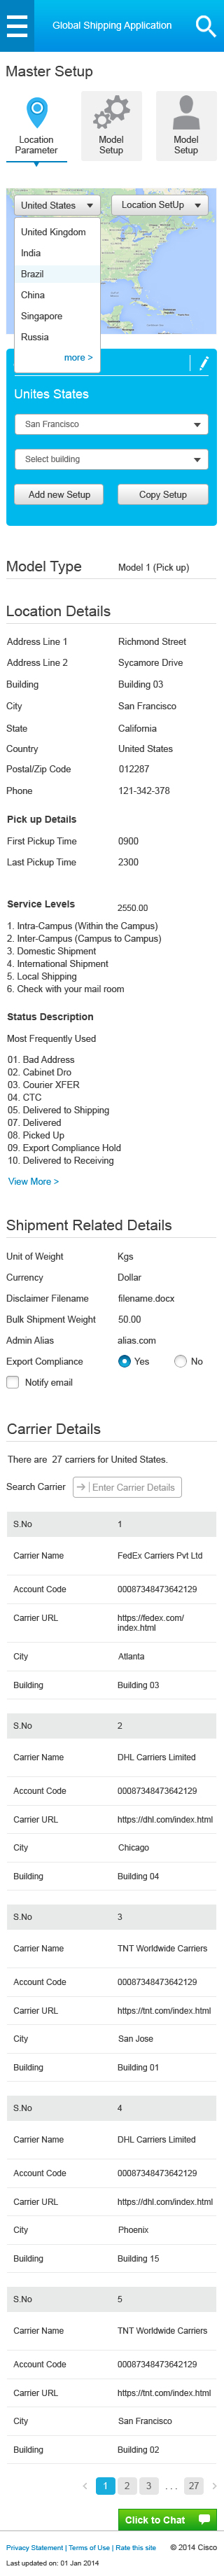 Global Shipping Application
Master Setup
Location
Parameter
Model
Setup
Model
Setup
United States
Location SetUp
United Kingdom
India
Brazil
China
Singapore
Russia
more >
Unites States
San Francisco
Select building
Add new Setup
Copy Setup
Model Type
Model 1 (Pick up)
Location Details
Address Line 1 Richmond Street
Address Line 2 Sycamore Drive
Building Building 03
City San Francisco
State California
Country United States
Postal/Zip Code 012287
Phone 121-342-378
Pick up Details
First Pickup Time 0900
Last Pickup Time 2300
Service Levels 2550.00
1. Intra-Campus (Within the Campus)
2. Inter-Campus (Campus to Campus)
3. Domestic Shipment
4. International Shipment
5. Local Shipping
6. Check with your mail room
Status Description
Most Frequently Used
01. Bad Address
02. Cabinet Dro
03. Courier XFER
04. CTC
05. Delivered to Shipping
07. Delivered
08. Picked Up
09. Export Compliance Hold
10. Delivered to Receiving
View More >
Shipment Related Details
Unit of Weight Kgs
Currency Dollar
Disclaimer Filename filename.docx
Bulk Shipment Weight 50.00
Admin Alias alias.com
Export Compliance Yes No
Notify email
Carrier Details
There are 27 carriers for United States.
Search Carrier Enter Carrier Details
S.No 1
Carrier Name FedEx Carriers Pvt Ltd
Account Code 00087348473642129
Carrier URL https://fedex.com/
index.html
City Atlanta
Building Building 03
S.No 2
Carrier Name DHL Carriers Limited
Account Code 00087348473642129
Carrier URL https://dhl.com/index.html
City Chicago
Building Building 04
S.No 3
Carrier Name TNT Worldwide Carriers
Account Code 00087348473642129
Carrier URL https://tnt.com/index.html
City San Jose
Building Building 01
S.No 4
Carrier Name DHL Carriers Limited
Account Code 00087348473642129
Carrier URL https://dhl.com/index.html
City Phoenix
Building Building 15
S.No 5
Carrier Name TNT Worldwide Carriers
Account Code 00087348473642129
Carrier URL https://tnt.com/index.html
City San Francisco
Building Building 02
< 1 2 3 ... 27 >
Click to Chat
Privacy Statement | Terms of Use | Rate this site © 2014 Cisco
Last updated on: 01 Jan 2014